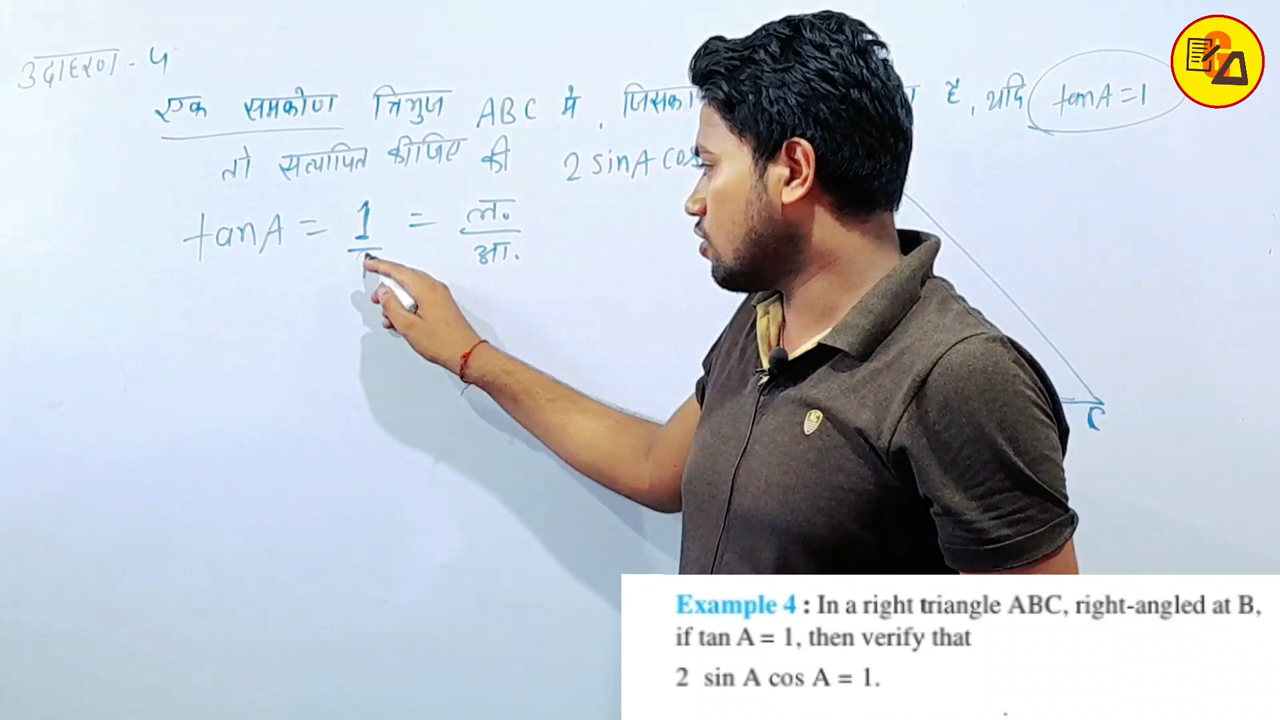 उदाहरण - ५
एक समकोण त्रिभुज ABC मे, जिसका है, यदि tanA = 1
तो सत्यापित कीजिए की 2 sinA cos
tanA = 1 = ल॰
आ.
C
Example 4 : In a right triangle ABC, right-angled at B,
if tan A = 1, then verify that
2 sin A cos A = 1.